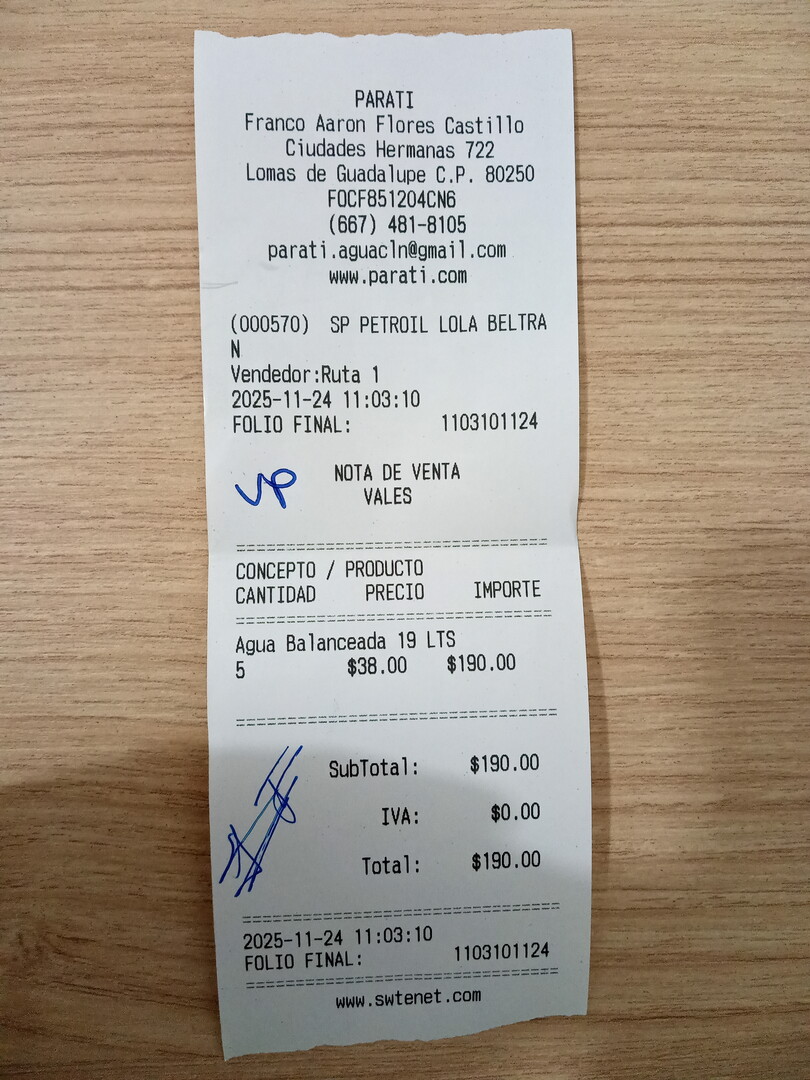 PARATI
Franco Aaron Flores Castillo
Ciudades Hermanas 722
Lomas de Guadalupe C.P. 80250
FOCF851204CN6
(667) 481-8105
parati.aguacln@gmail.com
www.parati.com
(000570) SP PETROIL LOLA BELTRA
N
Vendedor:Ruta 1
2025-11-24 11:03:10
FOLIO FINAL: 1103101124
VP
NOTA DE VENTA
VALES
CONCEPTO / PRODUCTO
CANTIDAD PRECIO IMPORTE
Agua Balanceada 19 LTS
5 $38.00 $190.00
SubTotal: $190.00
IVA: $0.00
Total: $190.00
2025-11-24 11:03:10
FOLIO FINAL: 1103101124
www.swtenet.com